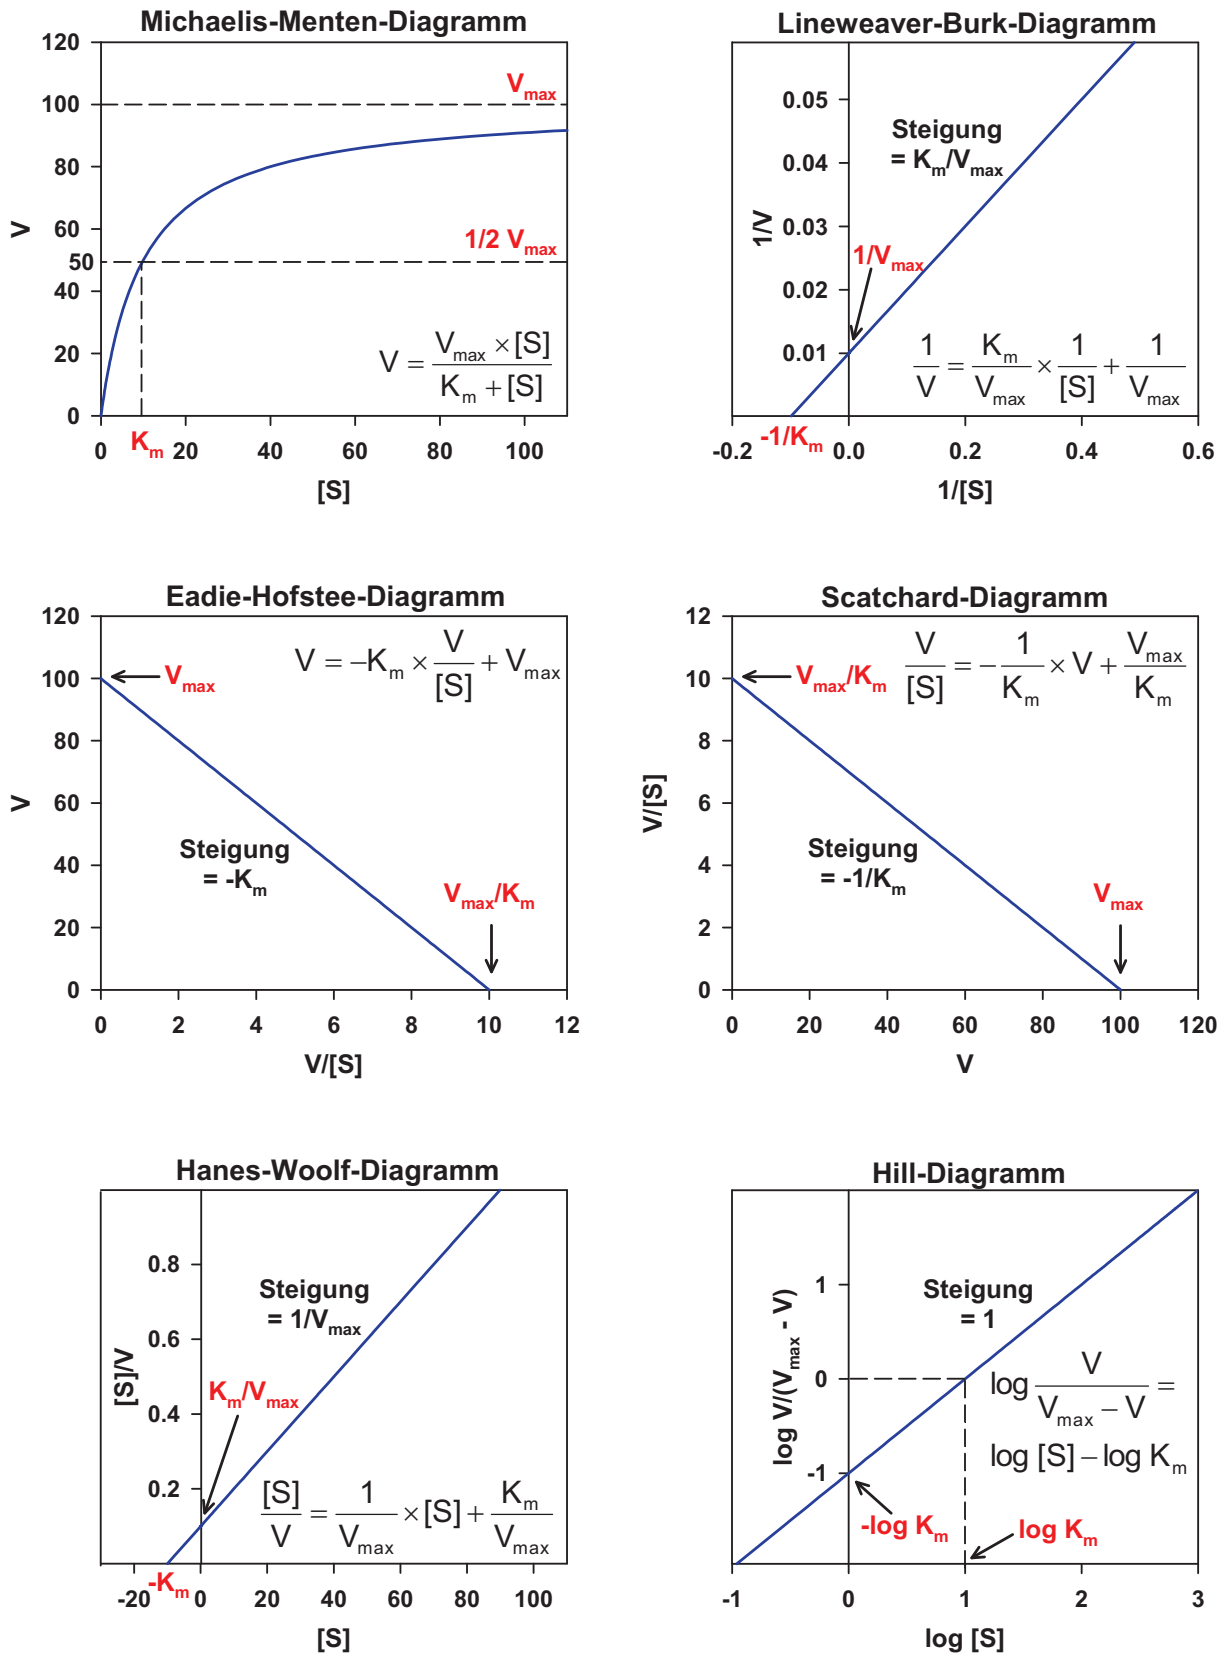 Michaelis-Menten-Diagramm
120
100
80
60
50
40
20
0
V
V_max
1/2 V_max
V = (V_max × [S]) / (K_m + [S])
0 K_m 20 40 60 80 100
[S]
Lineweaver-Burk-Diagramm
0.05
0.04
0.03
0.02
0.01
1/V
Steigung
= K_m/V_max
1/V_max
1/V = K_m/V_max × 1/[S] + 1/V_max
-1/K_m
-0.2 0.0 0.2 0.4 0.6
1/[S]
Eadie-Hofstee-Diagramm
120
100
80
60
40
20
0
V
V_max
V = −K_m × V/[S] + V_max
Steigung
= -K_m
V_max/K_m
0 2 4 6 8 10 12
V/[S]
Scatchard-Diagramm
12
10
8
6
4
2
0
V/[S]
V_max/K_m
V/[S] = − 1/K_m × V + V_max/K_m
Steigung
= -1/K_m
V_max
0 20 40 60 80 100 120
V
Hanes-Woolf-Diagramm
0.8
0.6
0.4
0.2
[S]/V
Steigung
= 1/V_max
K_m/V_max
[S]/V = 1/V_max × [S] + K_m/V_max
-K_m
-20 0 20 40 60 80 100
[S]
Hill-Diagramm
1
0
-1
log V/(V_max - V)
Steigung
= 1
log V/(V_max − V) =
log [S] − log K_m
-log K_m
log K_m
-1 0 1 2 3
log [S]